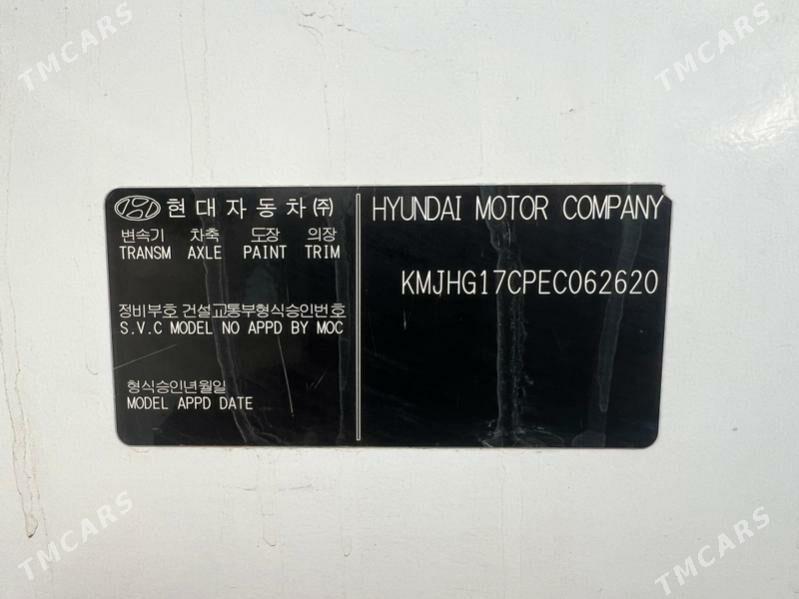 TMCARS
TMCARS
현대자동차㈜
변속기 차축 도장 의장
TRANSM AXLE PAINT TRIM
정비부호 건설교통부형식승인번호
S.V.C MODEL NO APPD BY MOC
형식승인년월일
MODEL APPD DATE
HYUNDAI MOTOR COMPANY
KMJHG17CPEC062620
TMCARS
TMCARS